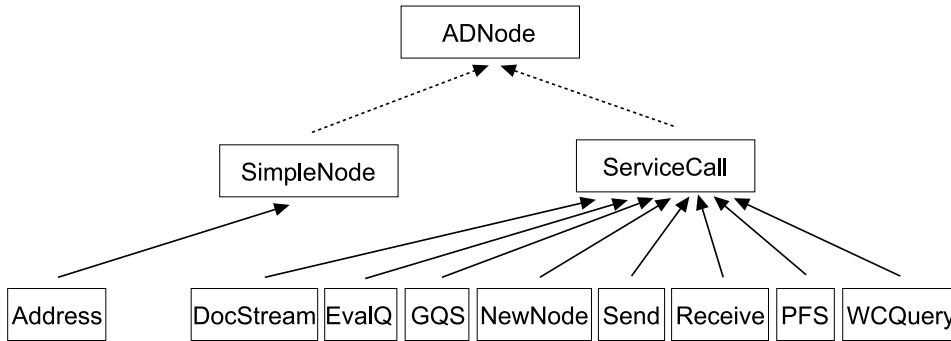 ADNode
SimpleNode
ServiceCall
Address
DocStream
EvalQ
GQS
NewNode
Send
Receive
PFS
WCQuery